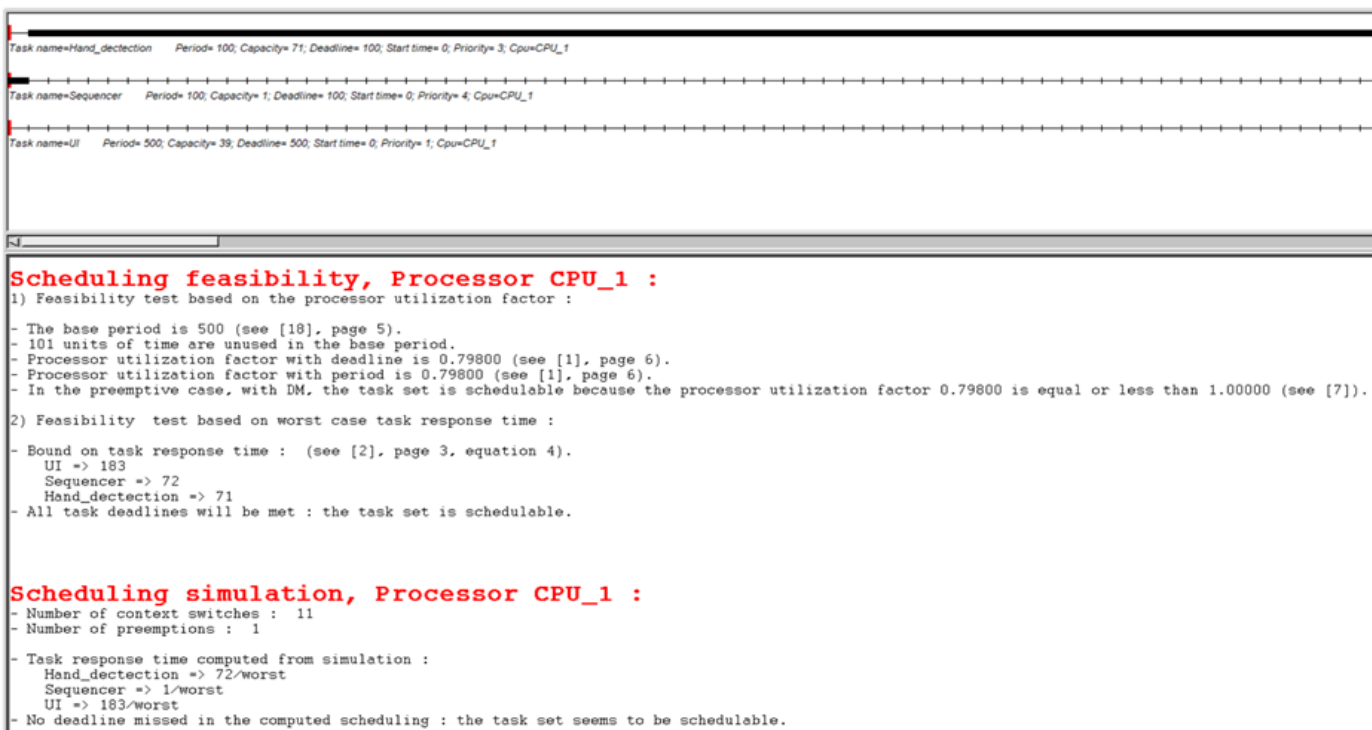 Task name=Hand_dectection Period= 100; Capacity= 71; Deadline= 100; Start time= 0; Priority= 3; Cpu=CPU_1
Task name=Sequencer Period= 100; Capacity= 1; Deadline= 100; Start time= 0; Priority= 4; Cpu=CPU_1
Task name=UI Period= 500; Capacity= 39; Deadline= 500; Start time= 0; Priority= 1; Cpu=CPU_1
Scheduling feasibility, Processor CPU_1 :
1) Feasibility test based on the processor utilization factor :
- The base period is 500 (see [18], page 5).
- 101 units of time are unused in the base period.
- Processor utilization factor with deadline is 0.79800 (see [1], page 6).
- Processor utilization factor with period is 0.79800 (see [1], page 6).
- In the preemptive case, with DM, the task set is schedulable because the processor utilization factor 0.79800 is equal or less than 1.00000 (see [7]).
2) Feasibility test based on worst case task response time :
- Bound on task response time : (see [2], page 3, equation 4).
UI => 183
Sequencer => 72
Hand_dectection => 71
- All task deadlines will be met : the task set is schedulable.
Scheduling simulation, Processor CPU_1 :
- Number of context switches : 11
- Number of preemptions : 1
- Task response time computed from simulation :
Hand_dectection => 72/worst
Sequencer => 1/worst
UI => 183/worst
- No deadline missed in the computed scheduling : the task set seems to be schedulable.